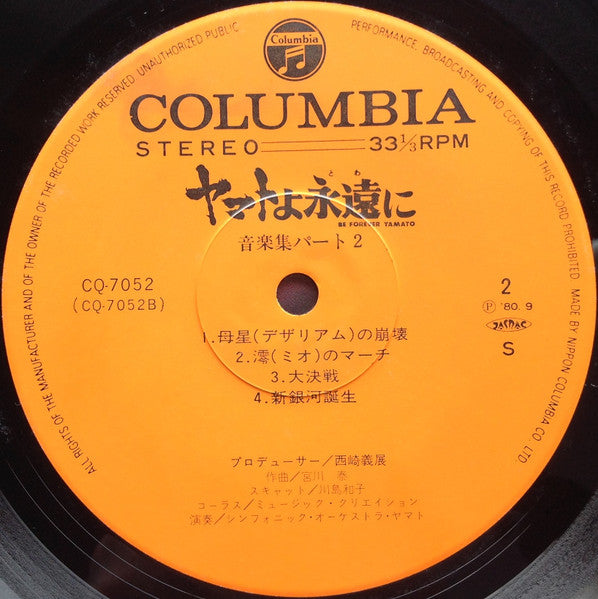 ALL RIGHTS OF THE MANUFACTURER AND OF THE OWNER OF THE RECORDED WORK RESERVED. UNAUTHORIZED PUBLIC PERFORMANCE, BROADCASTING AND COPYING OF THIS RECORD PROHIBITED. MADE BY NIPPON COLUMBIA CO. LTD
Columbia
COLUMBIA
STEREO 33 1/3 RPM
とわ
ヤマトよ永遠に
BE FOREVER YAMATO
音楽集パート2
CQ-7052
(CQ-7052B)
2
Ⓟ '80. 9
JASRAC
S
1.母星(デザリアム)の崩壊
2.澪(ミオ)のマーチ
3.大決戦
4.新銀河誕生
プロデューサー/西崎義展
作曲/宮川 泰
スキャット/川島和子
コーラス/ミュージック・クリエイション
演奏/シンフォニック・オーケストラ・ヤマト